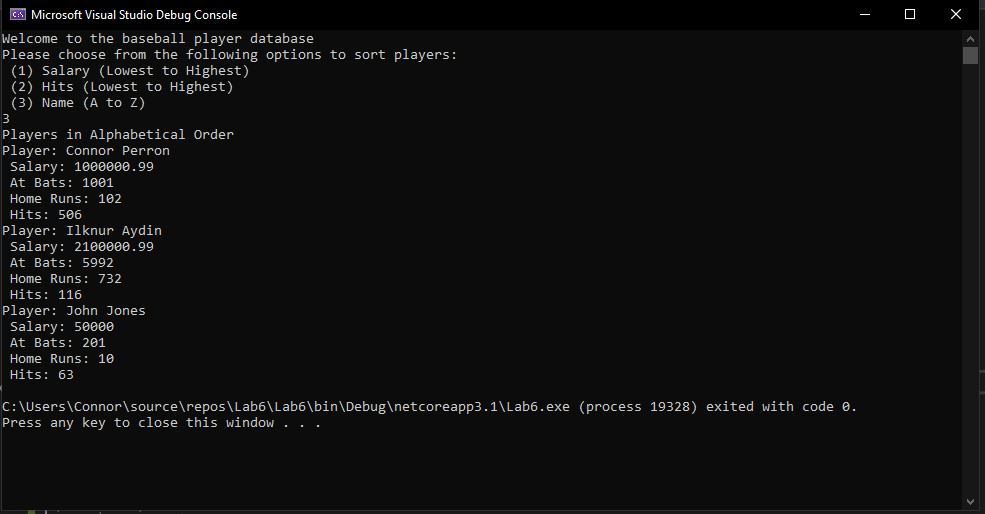 Microsoft Visual Studio Debug Console
Welcome to the baseball player database
Please choose from the following options to sort players:
 (1) Salary (Lowest to Highest)
 (2) Hits (Lowest to Highest)
 (3) Name (A to Z)
3
Players in Alphabetical Order
Player: Connor Perron
 Salary: 1000000.99
 At Bats: 1001
 Home Runs: 102
 Hits: 506
Player: Ilknur Aydin
 Salary: 2100000.99
 At Bats: 5992
 Home Runs: 732
 Hits: 116
Player: John Jones
 Salary: 50000
 At Bats: 201
 Home Runs: 10
 Hits: 63
C:\Users\Connor\source\repos\Lab6\Lab6\bin\Debug\netcoreapp3.1\Lab6.exe (process 19328) exited with code 0.
Press any key to close this window . . .